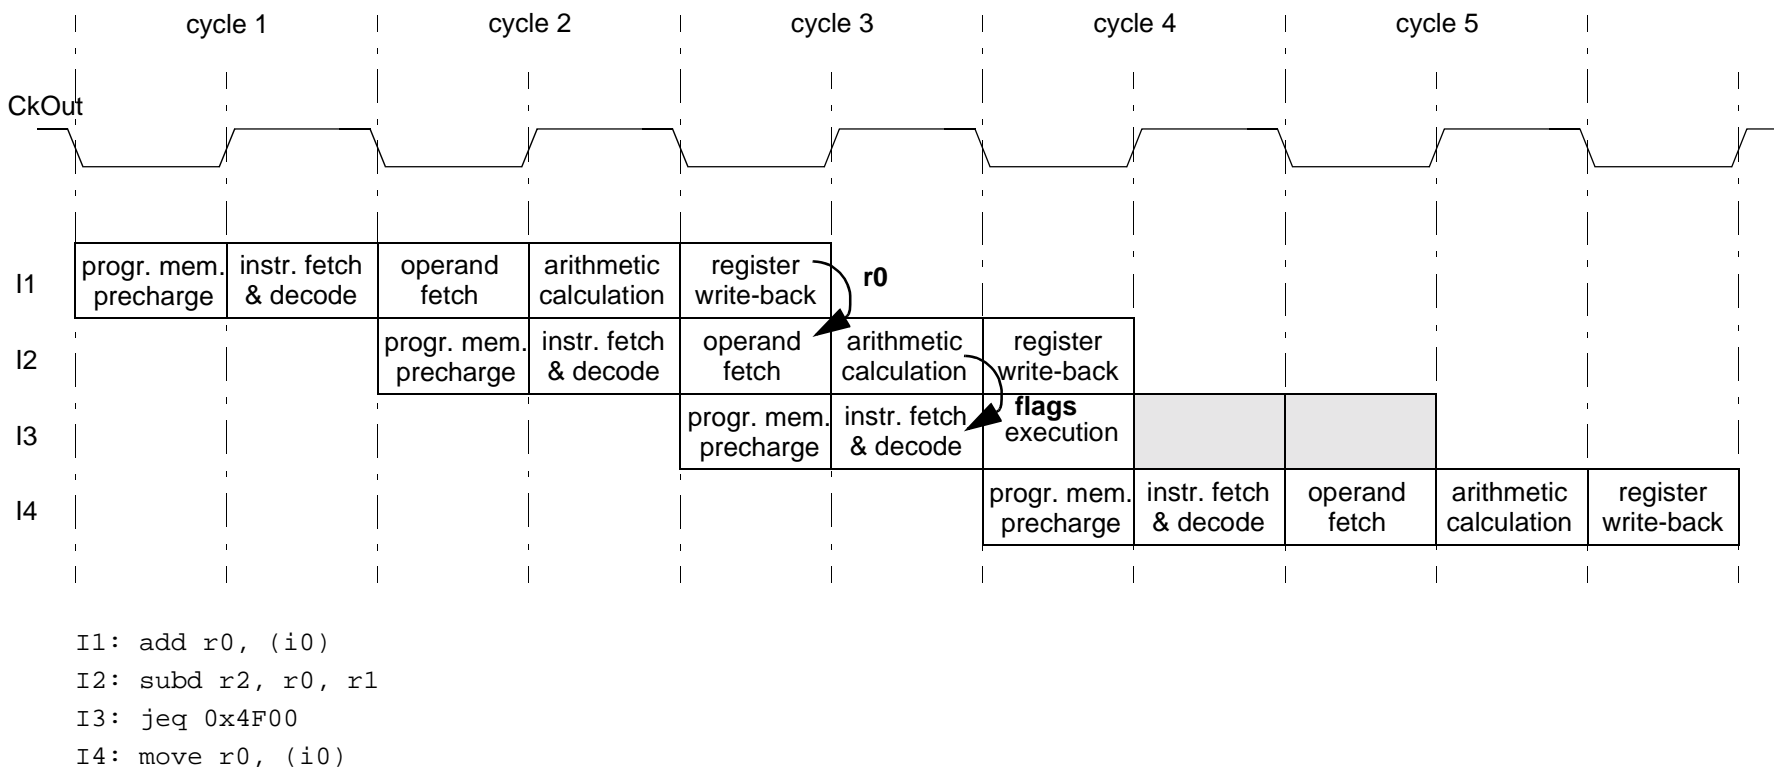 cycle 1 cycle 2 cycle 3 cycle 4 cycle 5
CkOut
I1
progr. mem.
precharge
instr. fetch
& decode
operand
fetch
arithmetic
calculation
register
write-back
r0
I2
progr. mem.
precharge
instr. fetch
& decode
operand
fetch
arithmetic
calculation
register
write-back
I3
progr. mem.
precharge
instr. fetch
& decode
flags
execution
I4
progr. mem.
precharge
instr. fetch
& decode
operand
fetch
arithmetic
calculation
register
write-back
I1: add r0, (i0)
I2: subd r2, r0, r1
I3: jeq 0x4F00
I4: move r0, (i0)